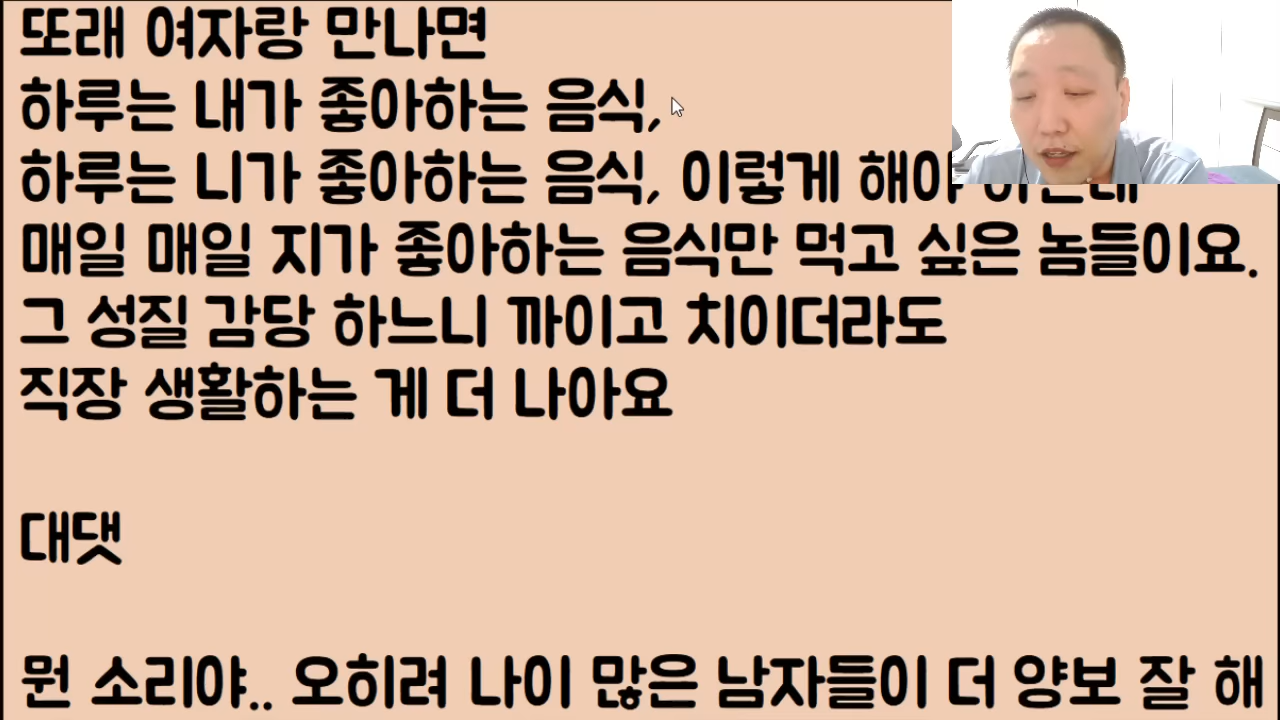 또래 여자랑 만나면
하루는 내가 좋아하는 음식,
하루는 니가 좋아하는 음식, 이렇게 해야 하는데
매일 매일 지가 좋아하는 음식만 먹고 싶은 놈들이요.
그 성질 감당 하느니 까이고 치이더라도
직장 생활하는 게 더 나아요
대댓
뭔 소리야.. 오히려 나이 많은 남자들이 더 양보 잘 해